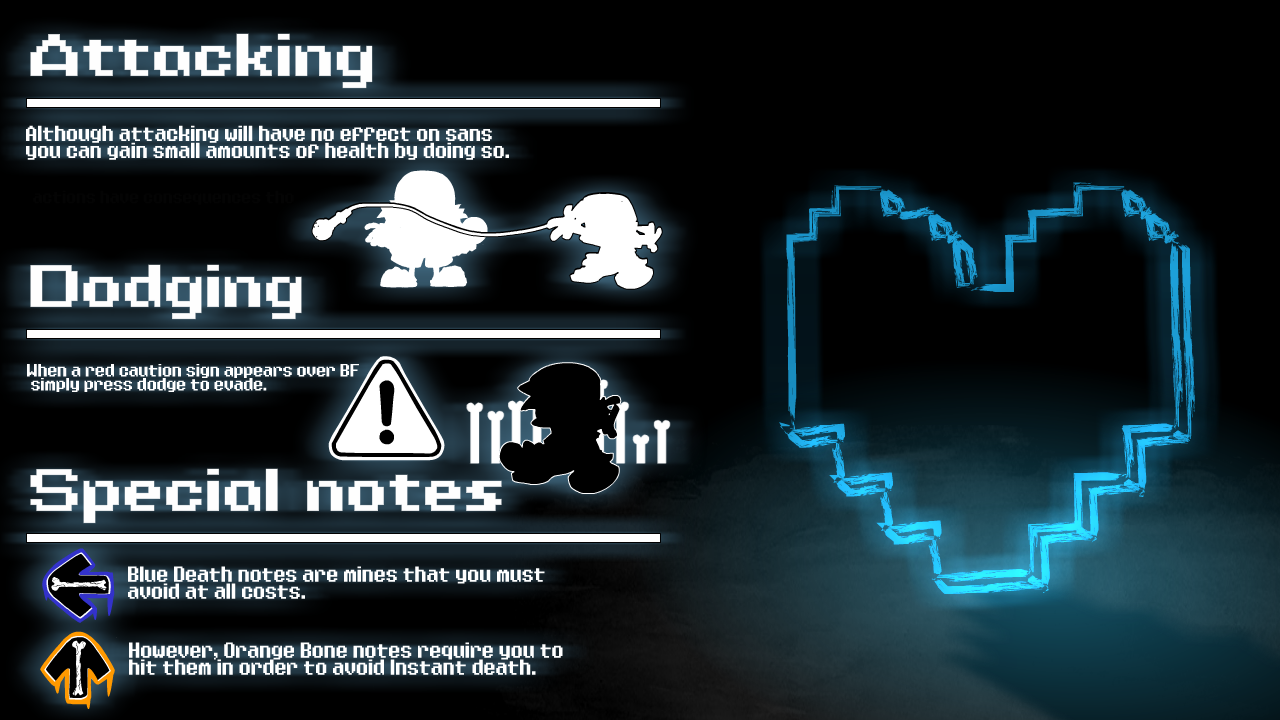 Attacking
Although attacking will have no effect on sans
you can gain small amounts of health by doing so.
Dodging
When a red caution sign appears over BF
simply press dodge to evade.
Special notes
Blue Death notes are mines that you must
avoid at all costs.
However, Orange Bone notes require you to
hit them in order to avoid Instant death.